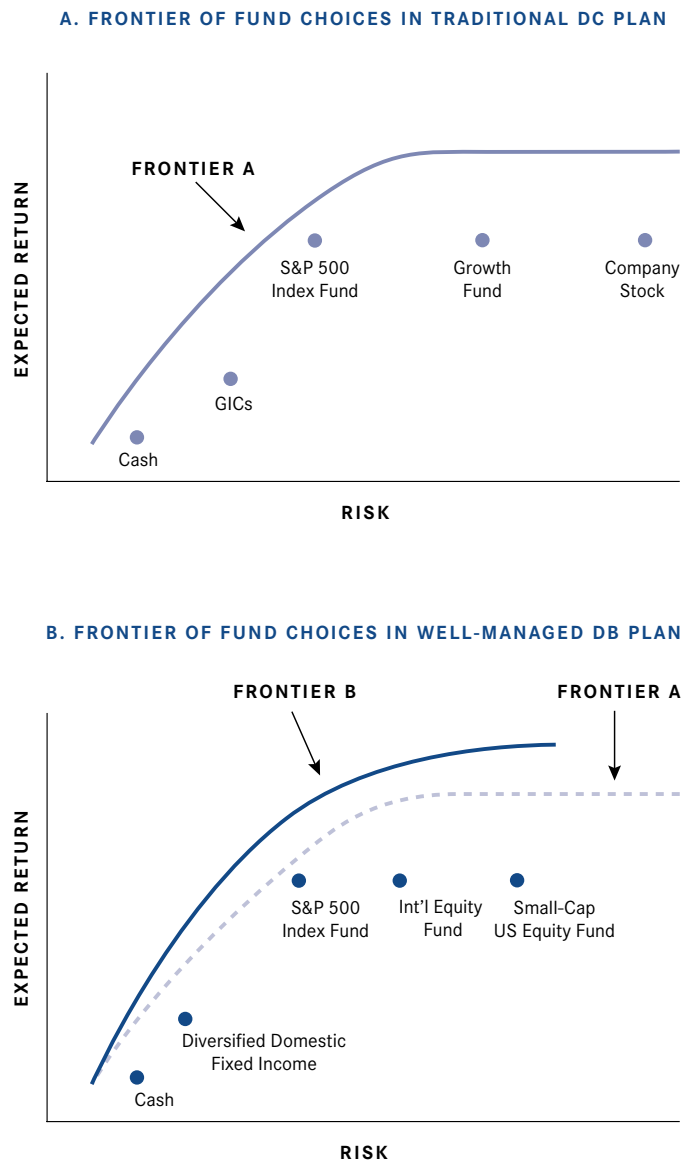 A. FRONTIER OF FUND CHOICES IN TRADITIONAL DC PLAN
FRONTIER A
EXPECTED RETURN
S&P 500
Index Fund
Growth
Fund
Company
Stock
GICs
Cash
RISK
B. FRONTIER OF FUND CHOICES IN WELL-MANAGED DB PLAN
FRONTIER B
FRONTIER A
EXPECTED RETURN
S&P 500
Index Fund
Int’l Equity
Fund
Small-Cap
US Equity Fund
Diversified Domestic
Fixed Income
Cash
RISK